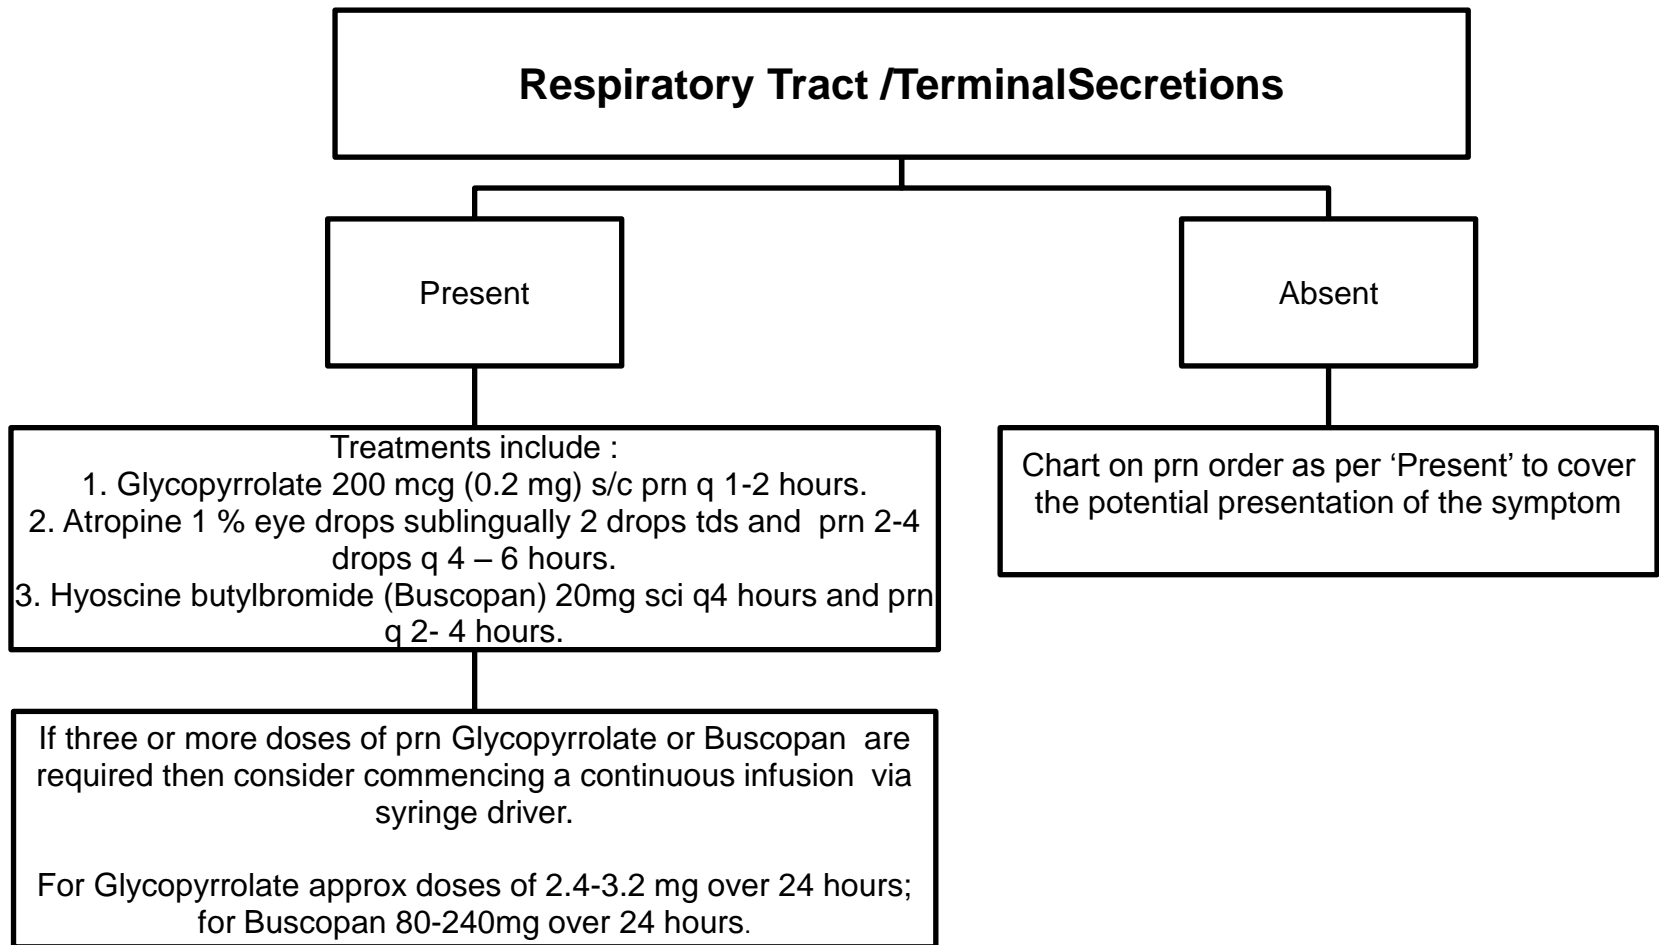 Respiratory Tract /TerminalSecretions
Present
Absent
Treatments include :
1. Glycopyrrolate 200 mcg (0.2 mg) s/c prn q 1-2 hours.
2. Atropine 1 % eye drops sublingually 2 drops tds and prn 2-4
drops q 4 – 6 hours.
3. Hyoscine butylbromide (Buscopan) 20mg sci q4 hours and prn
q 2- 4 hours.
Chart on prn order as per ‘Present’ to cover
the potential presentation of the symptom
If three or more doses of prn Glycopyrrolate or Buscopan are
required then consider commencing a continuous infusion via
syringe driver.
For Glycopyrrolate approx doses of 2.4-3.2 mg over 24 hours;
for Buscopan 80-240mg over 24 hours.